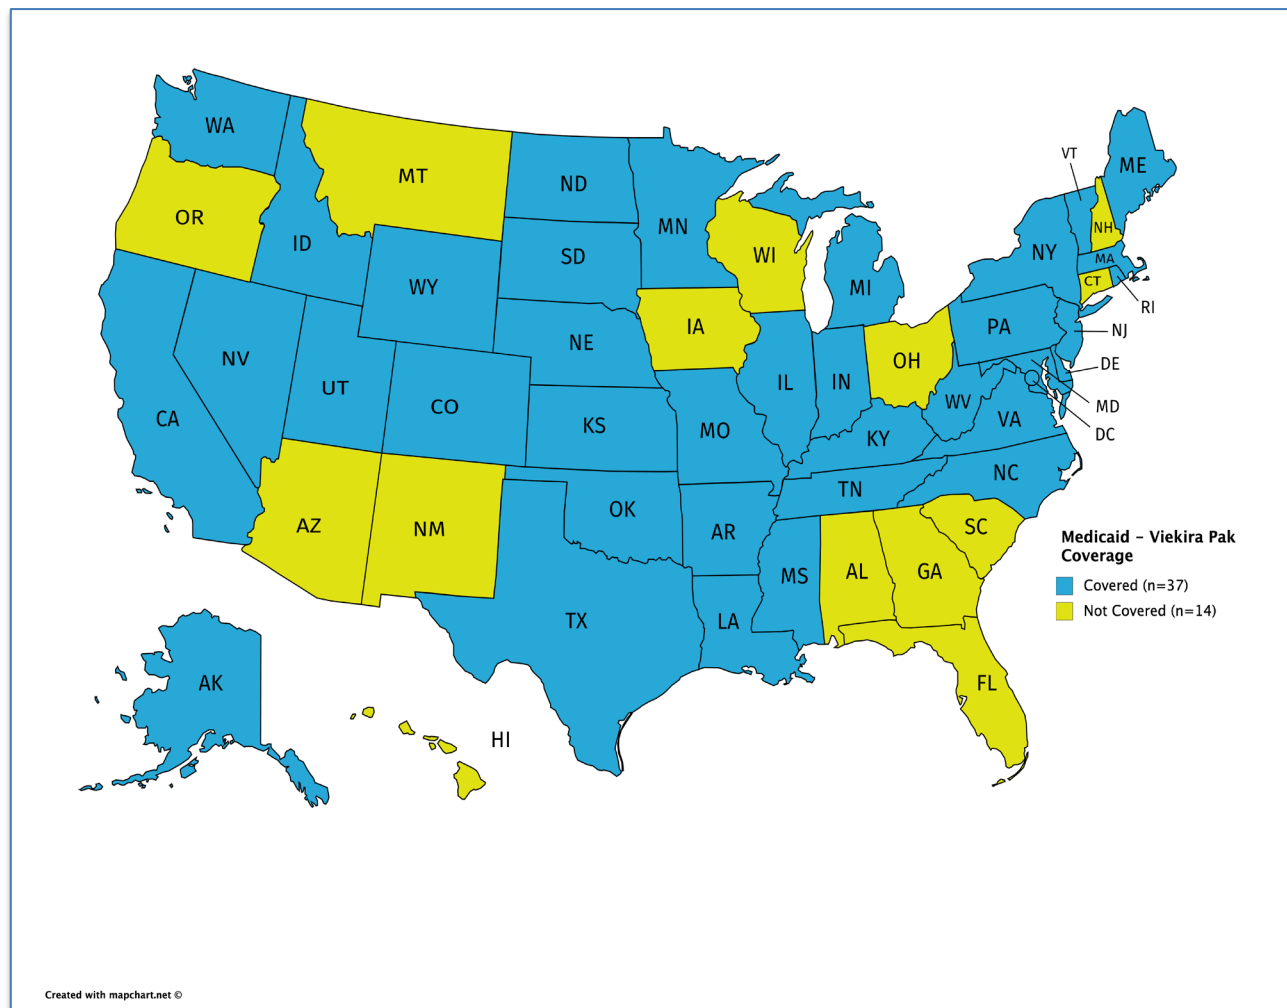 WA
MT
ND
MN
OR
ID
SD
WI
VT
ME
NH
NY
MA
CT
RI
WY
MI
IA
PA
NJ
NE
NV
OH
DE
UT
IL
IN
CO
WV
MD
CA
KS
MO
VA
DC
KY
NC
TN
AZ
NM
OK
AR
SC
Medicaid – Viekira Pak
Coverage
Covered (n=37)
Not Covered (n=14)
MS
AL
GA
TX
LA
AK
FL
HI
Created with mapchart.net ©